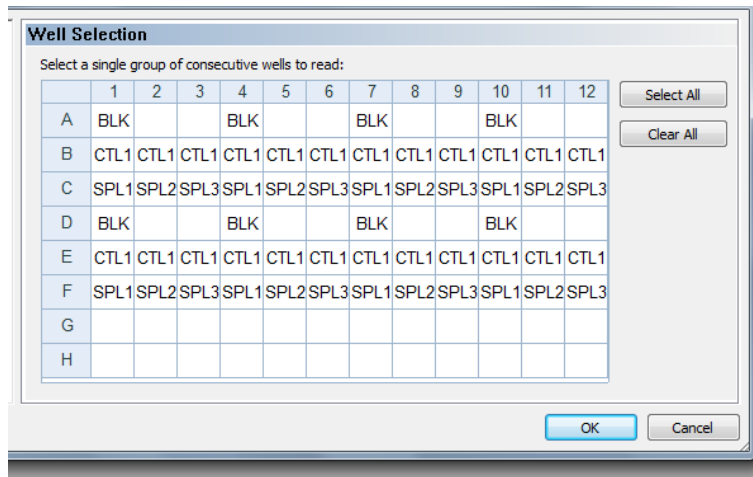 Well Selection
Select a single group of consecutive wells to read:
1 2 3 4 5 6 7 8 9 10 11 12
Select All
A BLK BLK BLK BLK
Clear All
B CTL1 CTL1 CTL1 CTL1 CTL1 CTL1 CTL1 CTL1 CTL1 CTL1 CTL1 CTL1
C SPL1 SPL2 SPL3 SPL1 SPL2 SPL3 SPL1 SPL2 SPL3 SPL1 SPL2 SPL3
D BLK BLK BLK BLK
E CTL1 CTL1 CTL1 CTL1 CTL1 CTL1 CTL1 CTL1 CTL1 CTL1 CTL1 CTL1
F SPL1 SPL2 SPL3 SPL1 SPL2 SPL3 SPL1 SPL2 SPL3 SPL1 SPL2 SPL3
G
H
OK Cancel